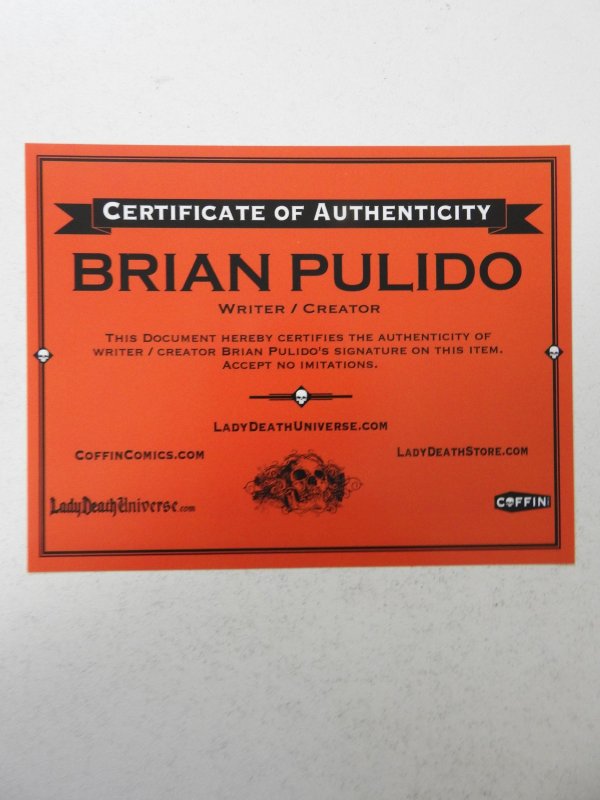 CERTIFICATE OF AUTHENTICITY
BRIAN PULIDO
WRITER / CREATOR
THIS DOCUMENT HEREBY CERTIFIES THE AUTHENTICITY OF
WRITER / CREATOR BRIAN PULIDO'S SIGNATURE ON THIS ITEM.
ACCEPT NO IMITATIONS.
LADYDEATHUNIVERSE.COM
COFFINCOMICS.COM
LADYDEATHSTORE.COM
LadyDeathUniverse.com
COFFIN